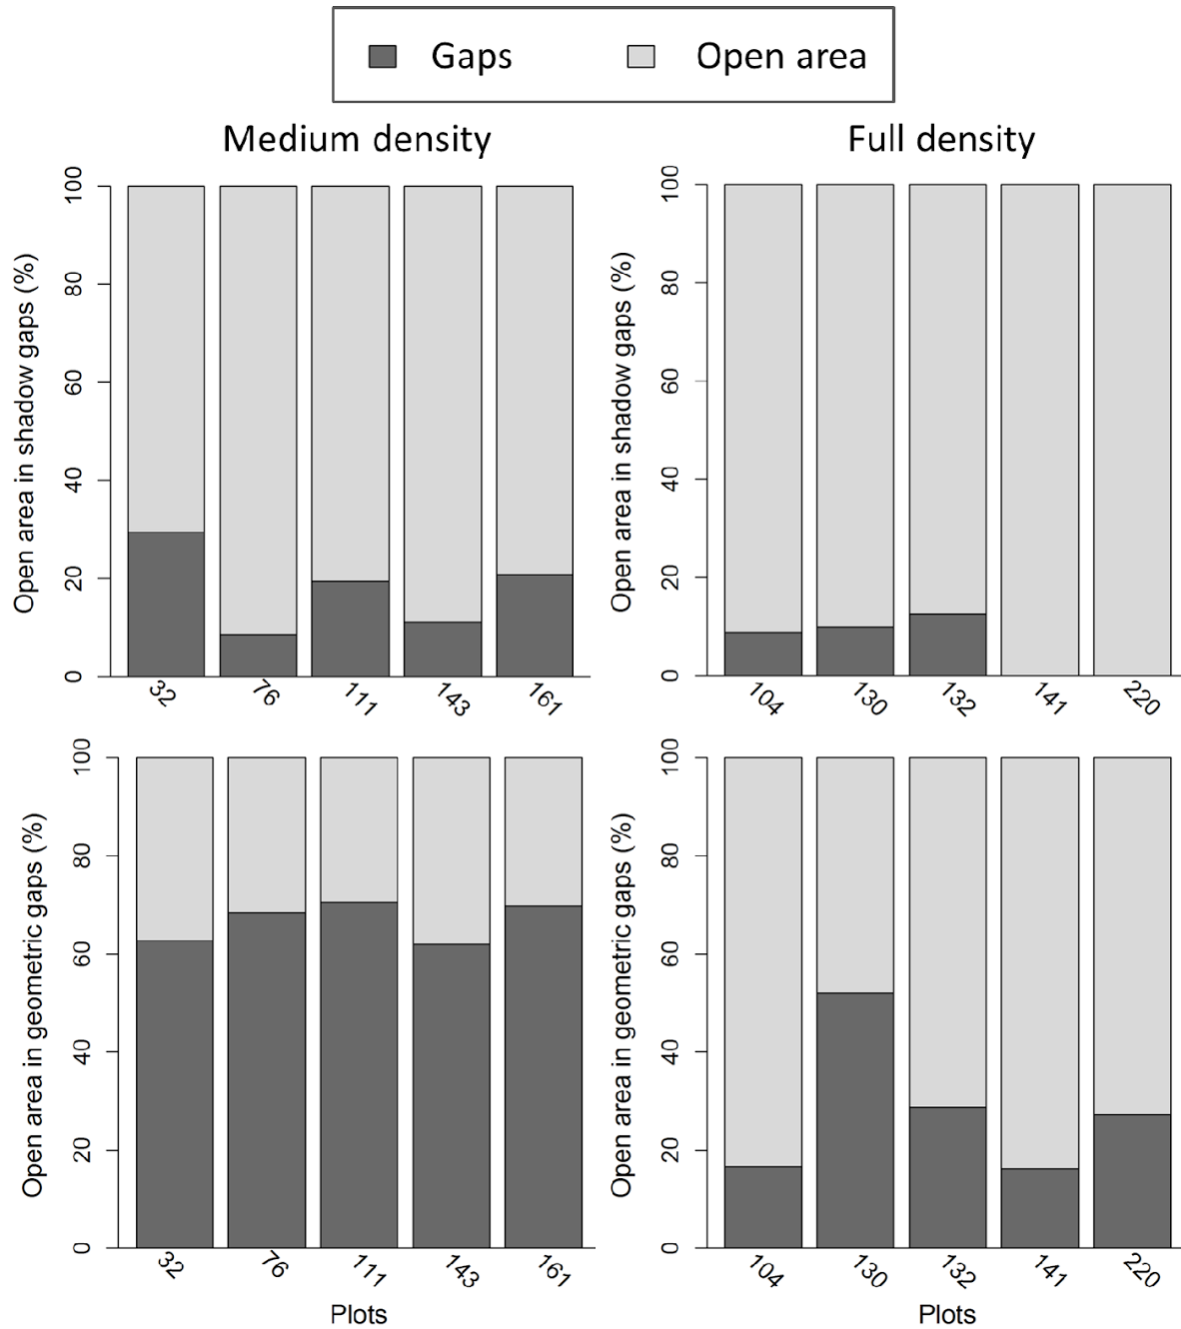 Gaps Open area
Medium density
Full density
Open area in shadow gaps (%)
0 20 40 60 80 100
32 76 111 143 161
Open area in shadow gaps (%)
0 20 40 60 80 100
104 130 132 141 220
Open area in geometric gaps (%)
0 20 40 60 80 100
32 76 111 143 161
Plots
Open area in geometric gaps (%)
0 20 40 60 80 100
104 130 132 141 220
Plots